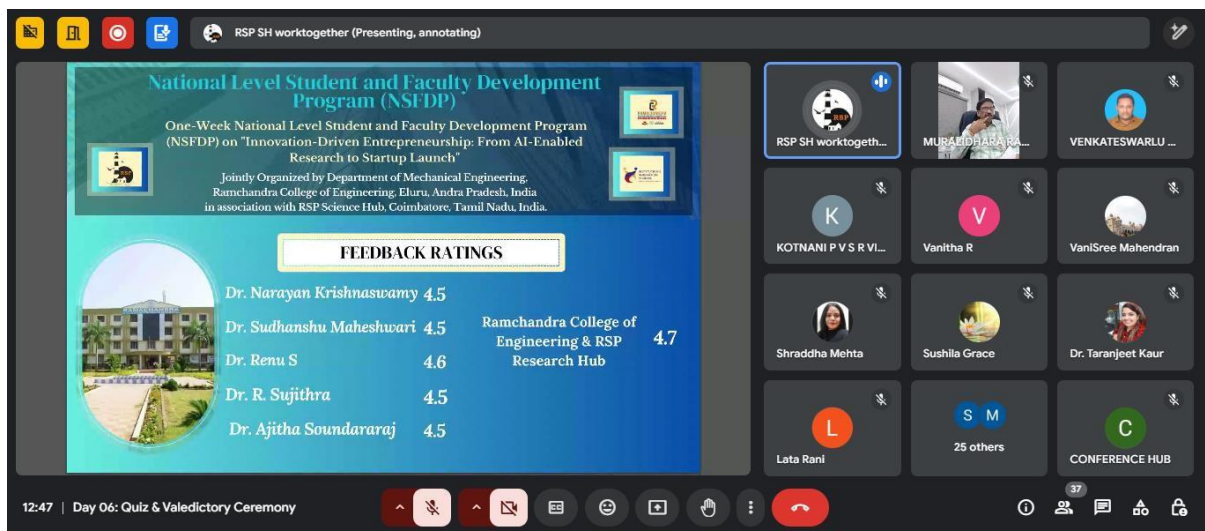 RSP SH worktogether (Presenting, annotating)
National Level Student and Faculty Development
Program (NSFDP)
One-Week National Level Student and Faculty Development Program
(NSFDP) on "Innovation-Driven Entrepreneurship: From AI-Enabled
Research to Startup Launch"
Jointly Organized by Department of Mechanical Engineering,
Ramchandra College of Engineering, Eluru, Andra Pradesh, India
in association with RSP Science Hub, Coimbatore, Tamil Nadu, India.
RSP
FEEDBACK RATINGS
Dr. Narayan Krishnaswamy 4.5
Dr. Sudhanshu Maheshwari 4.5
Dr. Renu S 4.6
Dr. R. Sujithra 4.5
Dr. Ajitha Soundararaj 4.5
Ramchandra College of
Engineering & RSP
Research Hub
4.7
RSP
RSP SH worktogeth...
MURALIDHARA RA...
VENKATESWARLU ...
K
KOTNANI P V S R VI...
V
Vanitha R
VaniSree Mahendran
Shraddha Mehta
Sushila Grace
Dr. Taranjeet Kaur
L
Lata Rani
S M
25 others
C
CONFERENCE HUB
12:47 | Day 06: Quiz & Valedictory Ceremony
CC
37